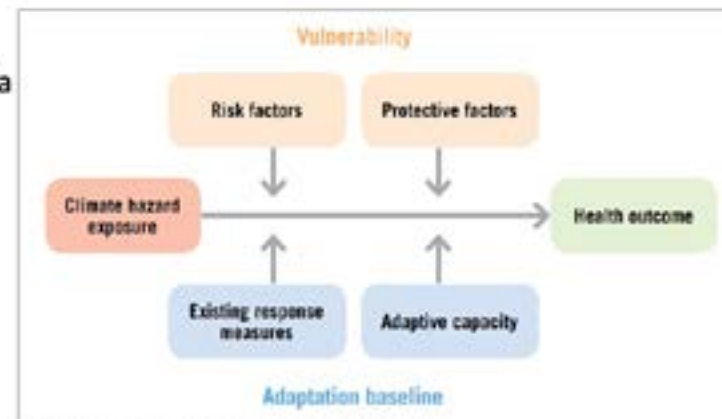 Vulnerability
a
Risk factors
Protective factors
Climate hazard
exposure
Health outcome
Existing response
measures
Adaptive capacity
Adaptation baseline